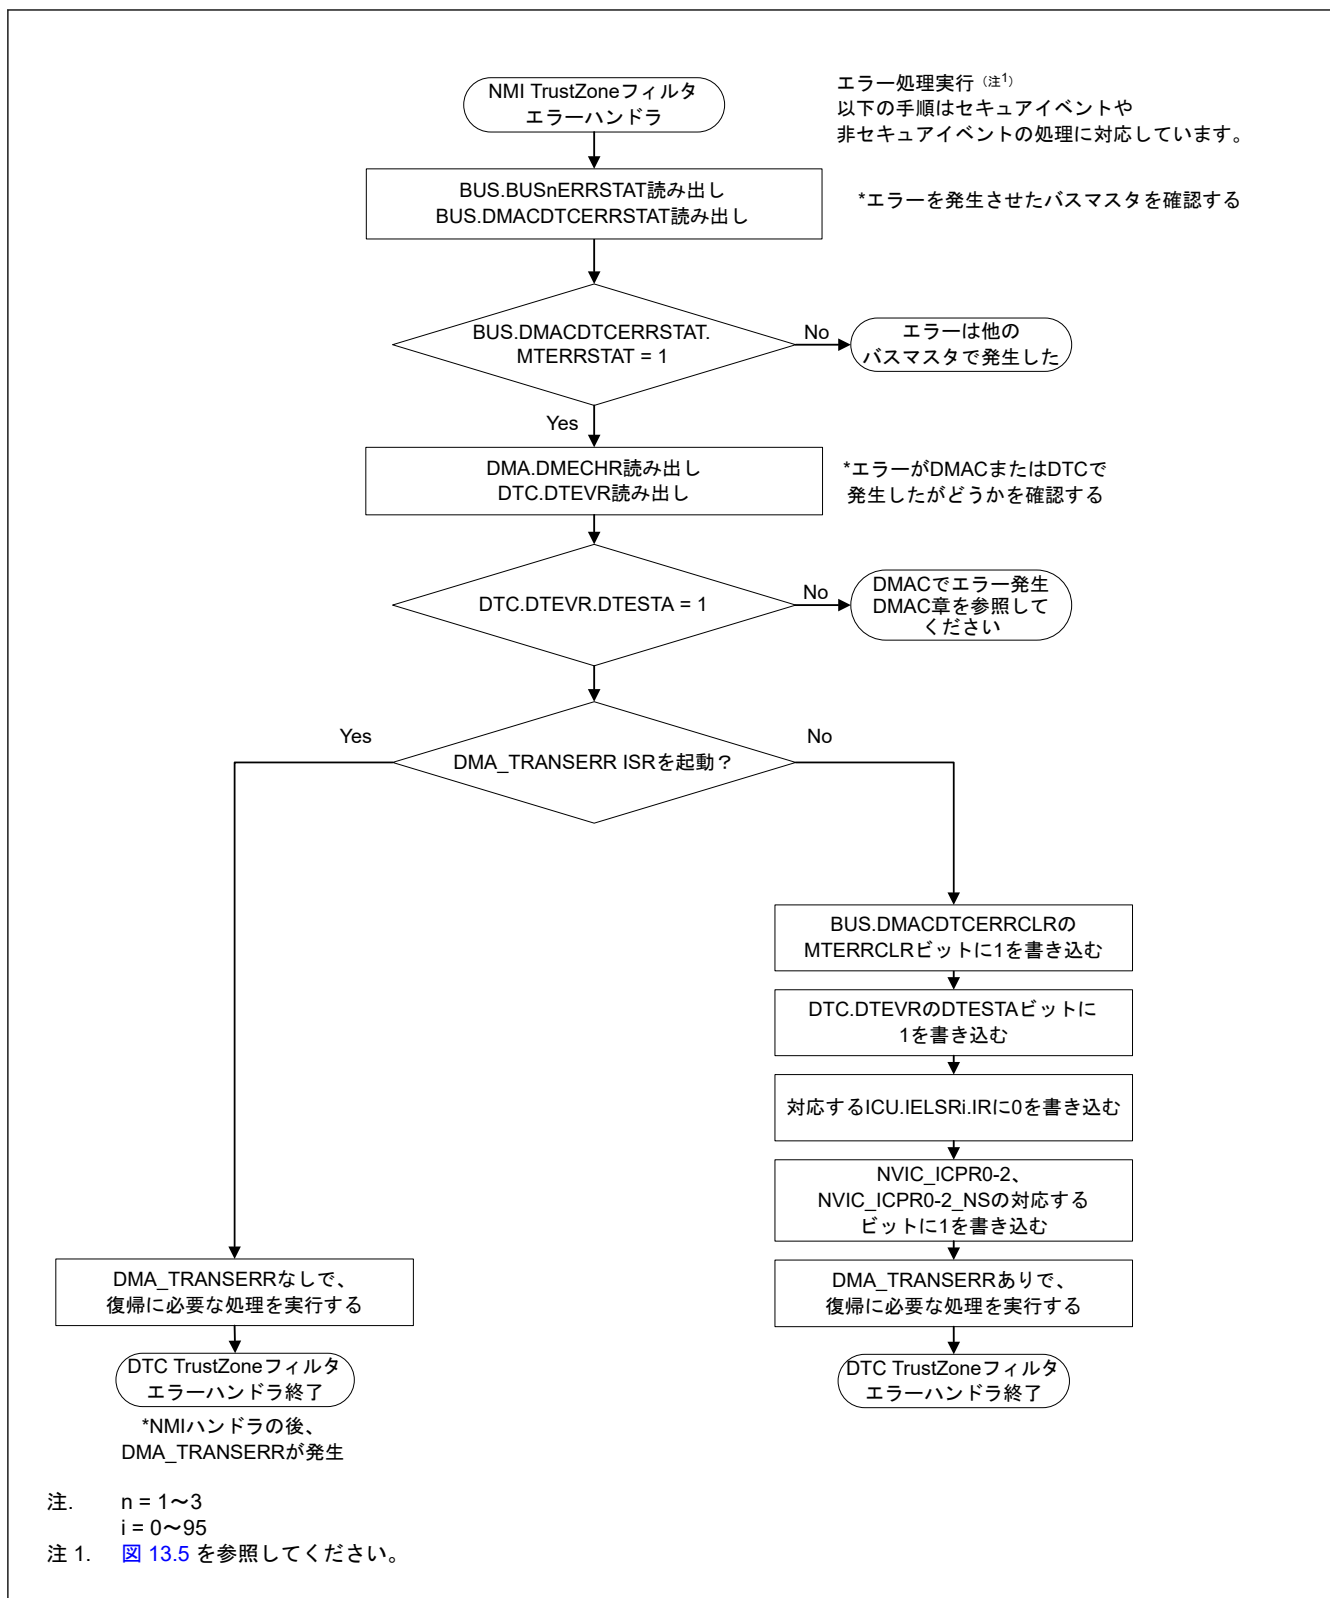 NMI TrustZoneフィルタ
エラーハンドラ
エラー処理実行（注1）
以下の手順はセキュアイベントや
非セキュアイベントの処理に対応しています。
BUS.BUSnERRSTAT読み出し
BUS.DMACDTCERRSTAT読み出し
*エラーを発生させたバスマスタを確認する
BUS.DMACDTCERRSTAT.
MTERRSTAT = 1
No
エラーは他の
バスマスタで発生した
Yes
DMA.DMECHR読み出し
DTC.DTEVR読み出し
*エラーがDMACまたはDTCで
発生したがどうかを確認する
DTC.DTEVR.DTESTA = 1
No
DMACでエラー発生
DMAC章を参照して
ください
Yes
DMA_TRANSERR ISRを起動？
No
BUS.DMACDTCERRCLRの
MTERRCLRビットに1を書き込む
DTC.DTEVRのDTESTAビットに
1を書き込む
対応するICU.IELSRi.IRに0を書き込む
NVIC_ICPR0-2、
NVIC_ICPR0-2_NSの対応する
ビットに1を書き込む
DMA_TRANSERRなしで、
復帰に必要な処理を実行する
DMA_TRANSERRありで、
復帰に必要な処理を実行する
DTC TrustZoneフィルタ
エラーハンドラ終了
DTC TrustZoneフィルタ
エラーハンドラ終了
*NMIハンドラの後、
DMA_TRANSERRが発生
注. n = 1～3
i = 0～95
注 1. 図 13.5 を参照してください。